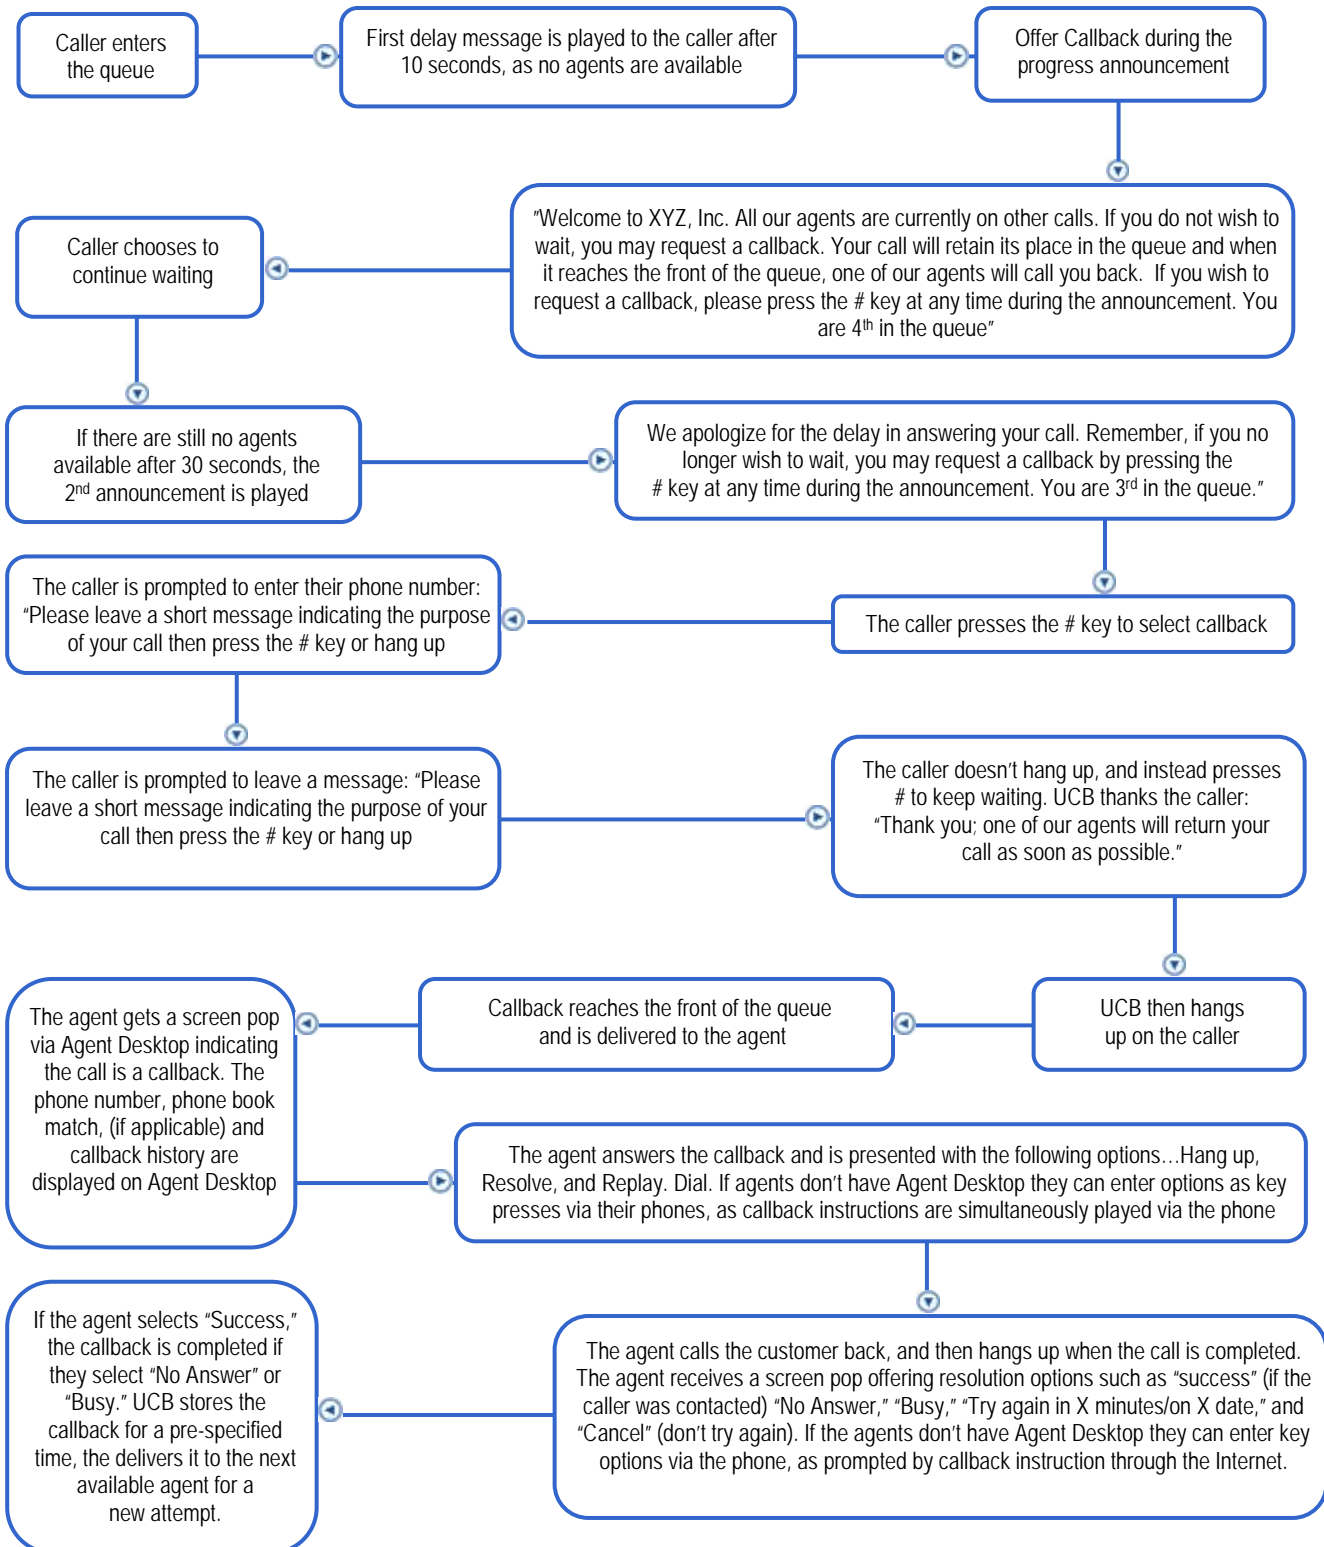 Caller enters
the queue
First delay message is played to the caller after
10 seconds, as no agents are available
Offer Callback during the
progress announcement
"Welcome to XYZ, Inc. All our agents are currently on other calls. If you do not wish to
wait, you may request a callback. Your call will retain its place in the queue and when
it reaches the front of the queue, one of our agents will call you back.  If you wish to
request a callback, please press the # key at any time during the announcement. You
are 4th in the queue"
Caller chooses to
continue waiting
If there are still no agents
available after 30 seconds, the
2nd announcement is played
We apologize for the delay in answering your call. Remember, if you no
longer wish to wait, you may request a callback by pressing the
# key at any time during the announcement. You are 3rd in the queue."
The caller presses the # key to select callback
The caller is prompted to enter their phone number:
"Please leave a short message indicating the purpose
of your call then press the # key or hang up
The caller is prompted to leave a message: "Please
leave a short message indicating the purpose of your
call then press the # key or hang up
The caller doesn't hang up, and instead presses
# to keep waiting. UCB thanks the caller:
"Thank you; one of our agents will return your
call as soon as possible."
UCB then hangs
up on the caller
Callback reaches the front of the queue
and is delivered to the agent
The agent gets a screen pop
via Agent Desktop indicating
the call is a callback. The
phone number, phone book
match, (if applicable) and
callback history are
displayed on Agent Desktop
The agent answers the callback and is presented with the following options…Hang up,
Resolve, and Replay. Dial. If agents don't have Agent Desktop they can enter options as key
presses via their phones, as callback instructions are simultaneously played via the phone
The agent calls the customer back, and then hangs up when the call is completed.
The agent receives a screen pop offering resolution options such as "success" (if the
caller was contacted) "No Answer," "Busy," "Try again in X minutes/on X date," and
"Cancel" (don't try again). If the agents don't have Agent Desktop they can enter key
options via the phone, as prompted by callback instruction through the Internet.
If the agent selects "Success,"
the callback is completed if
they select "No Answer" or
"Busy." UCB stores the
callback for a pre-specified
time, the delivers it to the next
available agent for a
new attempt.